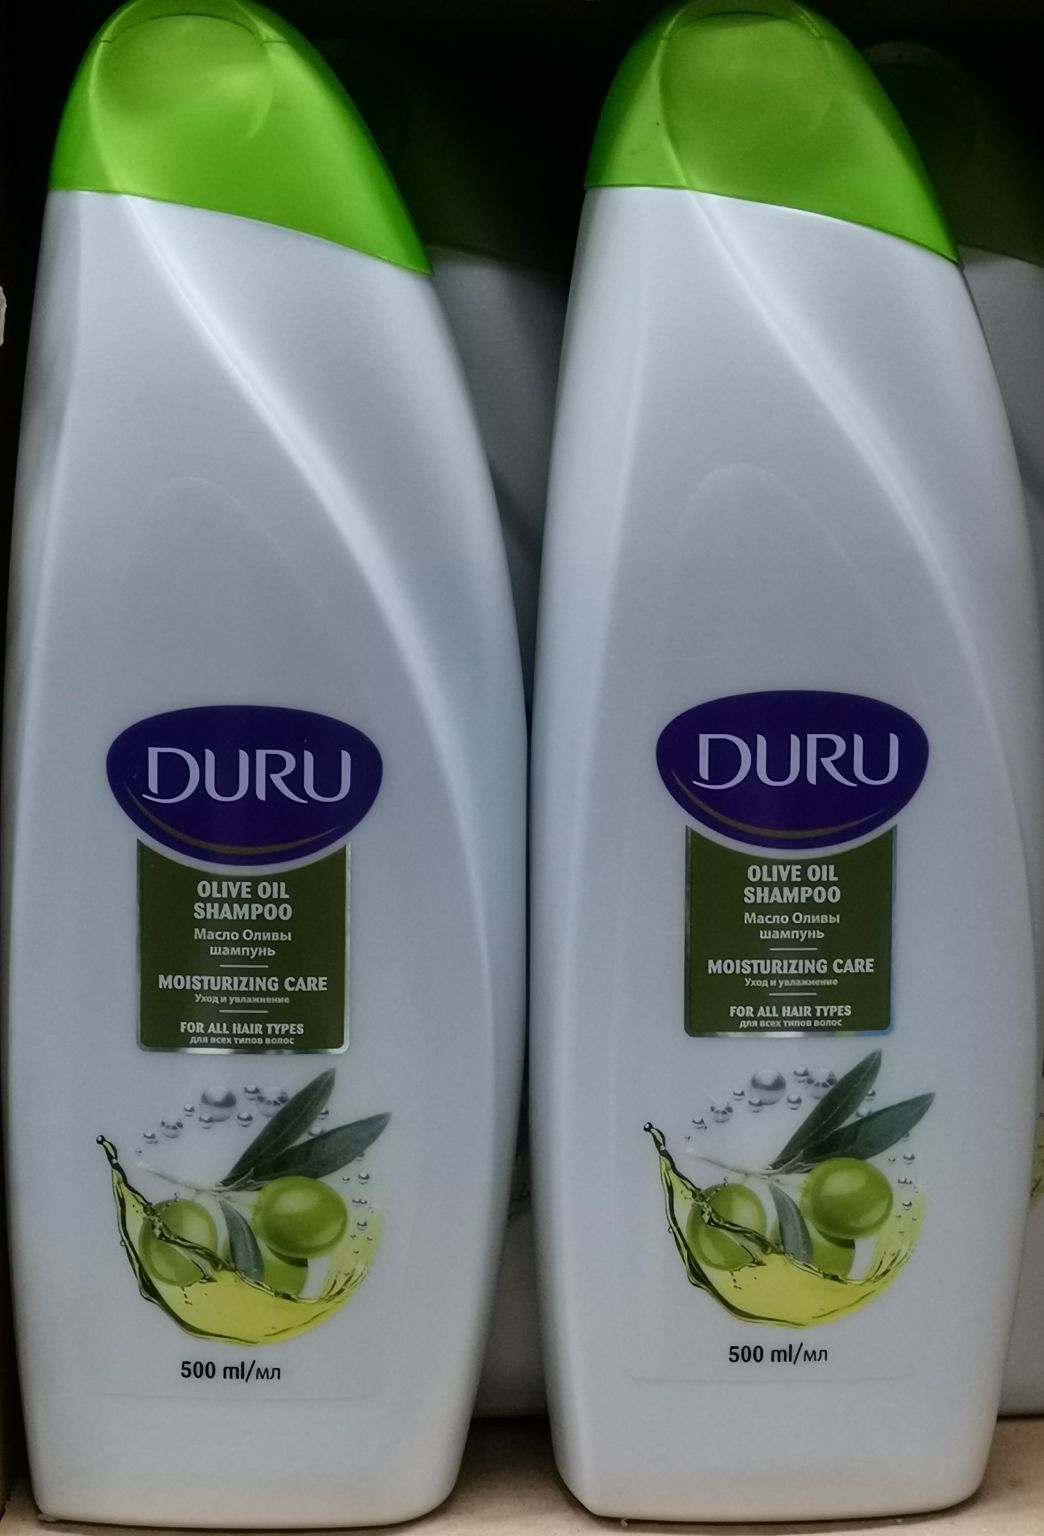 DURU
OLIVE OIL
SHAMPOO
Масло Оливы
шампунь
MOISTURIZING CARE
Уход и увлажнение
FOR ALL HAIR TYPES
для всех типов волос
500 ml/мл
DURU
OLIVE OIL
SHAMPOO
Масло Оливы
шампунь
MOISTURIZING CARE
Уход и увлажнение
FOR ALL HAIR TYPES
для всех типов волос
500 ml/мл